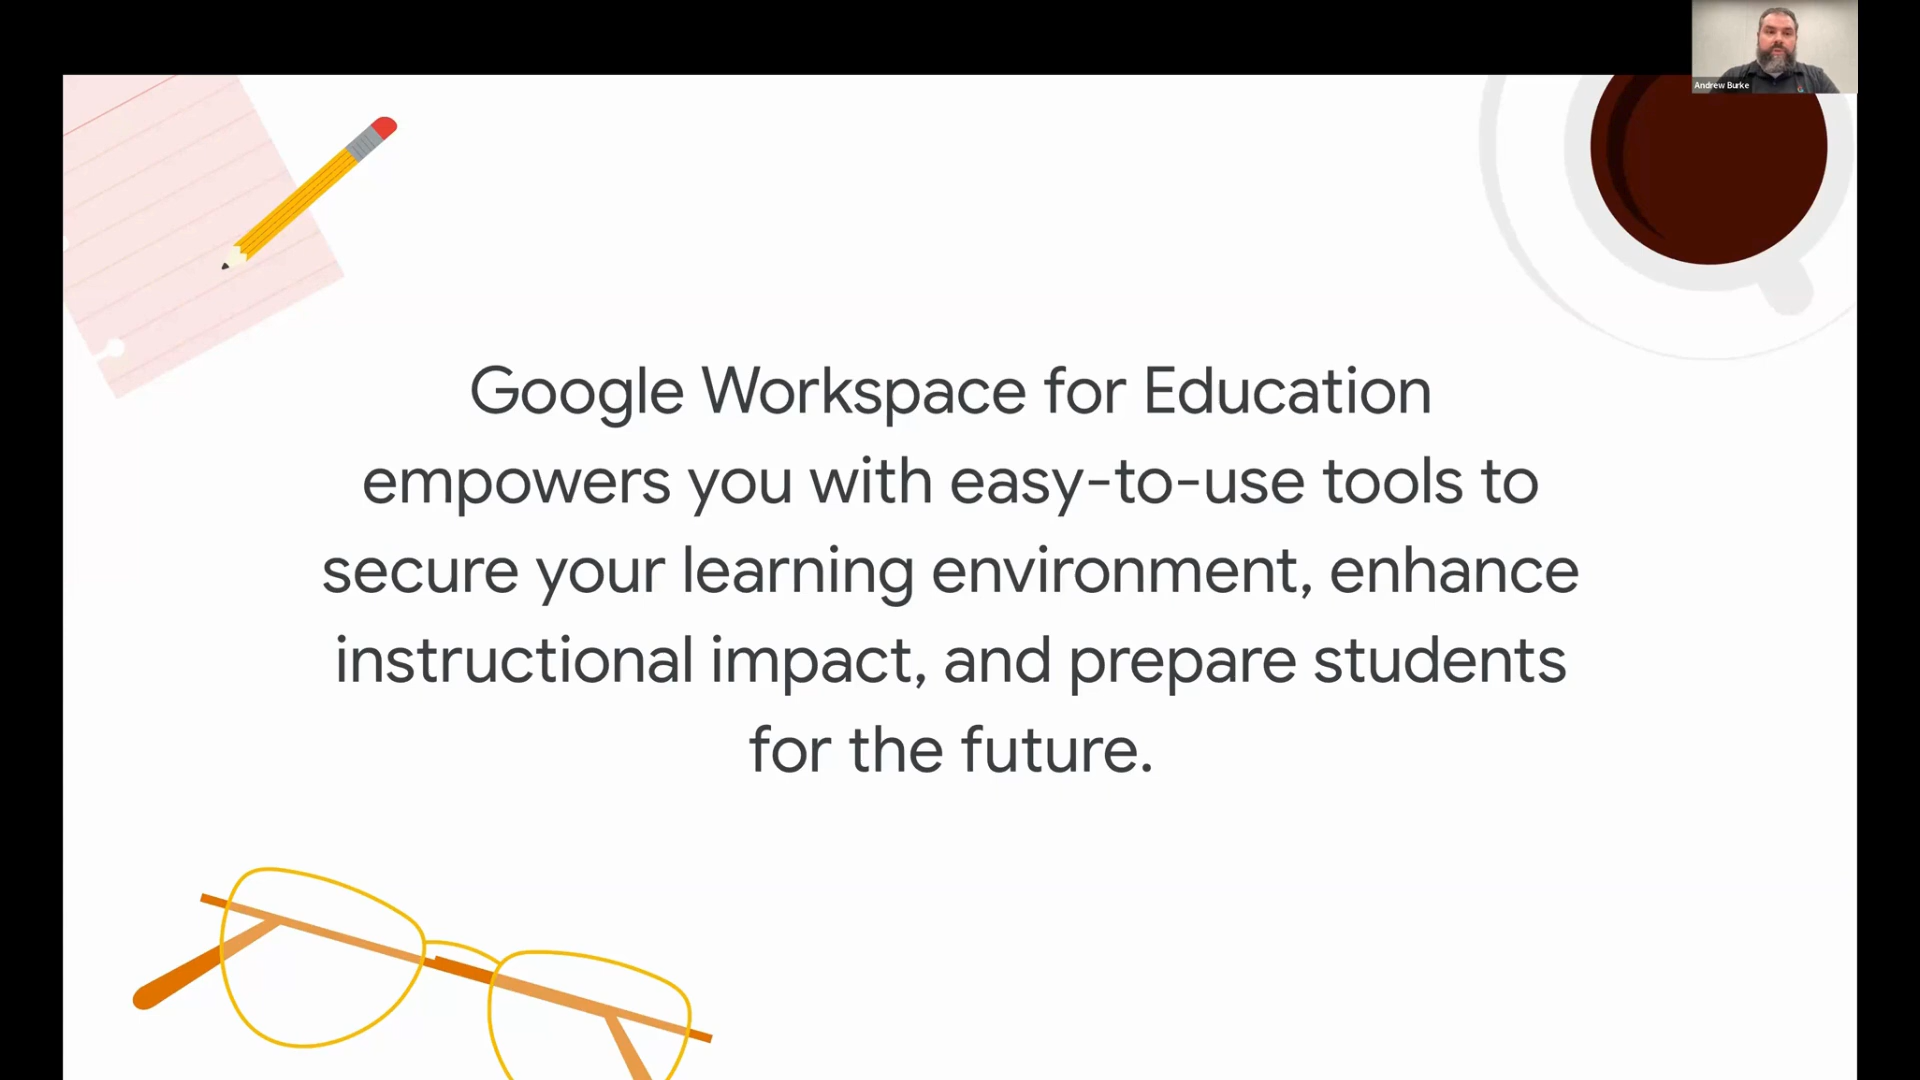 Andrew Burke
Google Workspace for Education
empowers you with easy-to-use tools to
secure your learning environment, enhance
instructional impact, and prepare students
for the future.